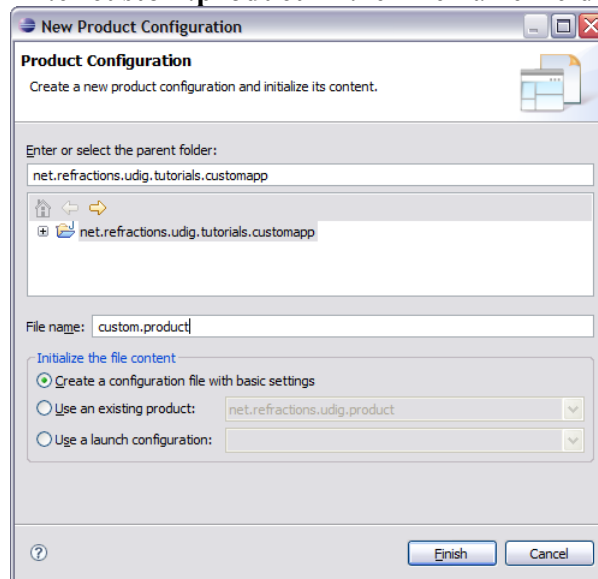 New Product Configuration
Product Configuration
Create a new product configuration and initialize its content.
Enter or select the parent folder:
net.refractions.udig.tutorials.customapp
net.refractions.udig.tutorials.customapp
File name: custom.product
Initialize the file content
Create a configuration file with basic settings
Use an existing product: net.refractions.udig.product
Use a launch configuration:
Finish Cancel